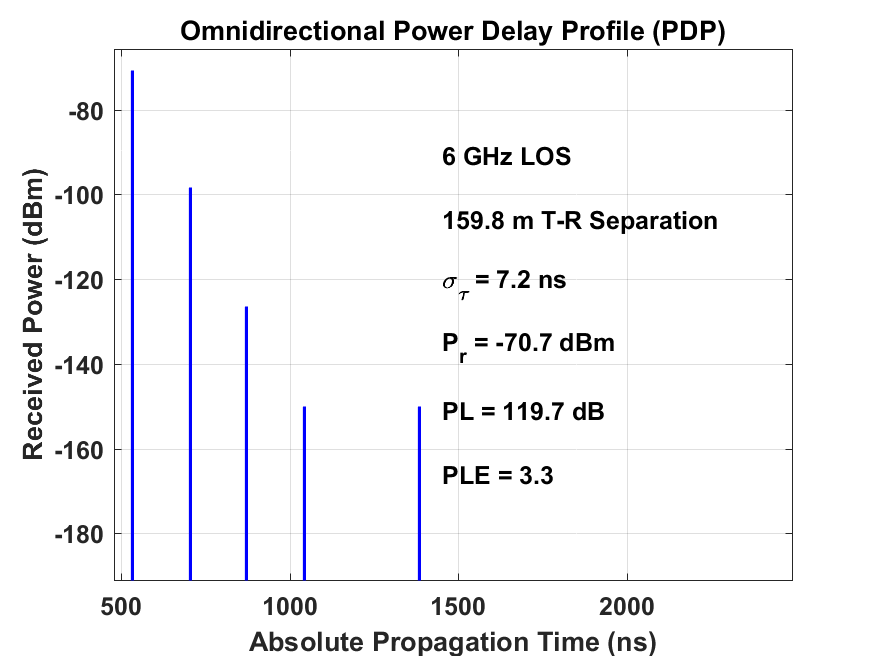 Omnidirectional Power Delay Profile (PDP)
Received Power (dBm)
-80
-100
-120
-140
-160
-180
6 GHz LOS
159.8 m T-R Separation
σ_τ = 7.2 ns
P_r = -70.7 dBm
PL = 119.7 dB
PLE = 3.3
500 1000 1500 2000
Absolute Propagation Time (ns)